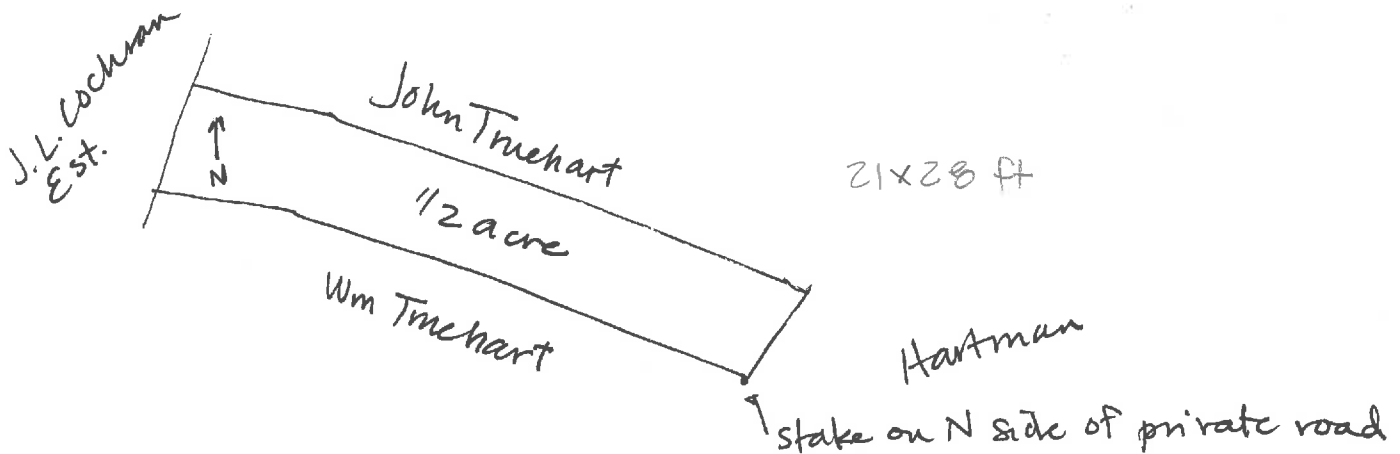 J.L. Cochran
Est.
N
John Truehart
1/2 acre
Wm Truehart
21x28 ft
Hartman
stake on N side of private road